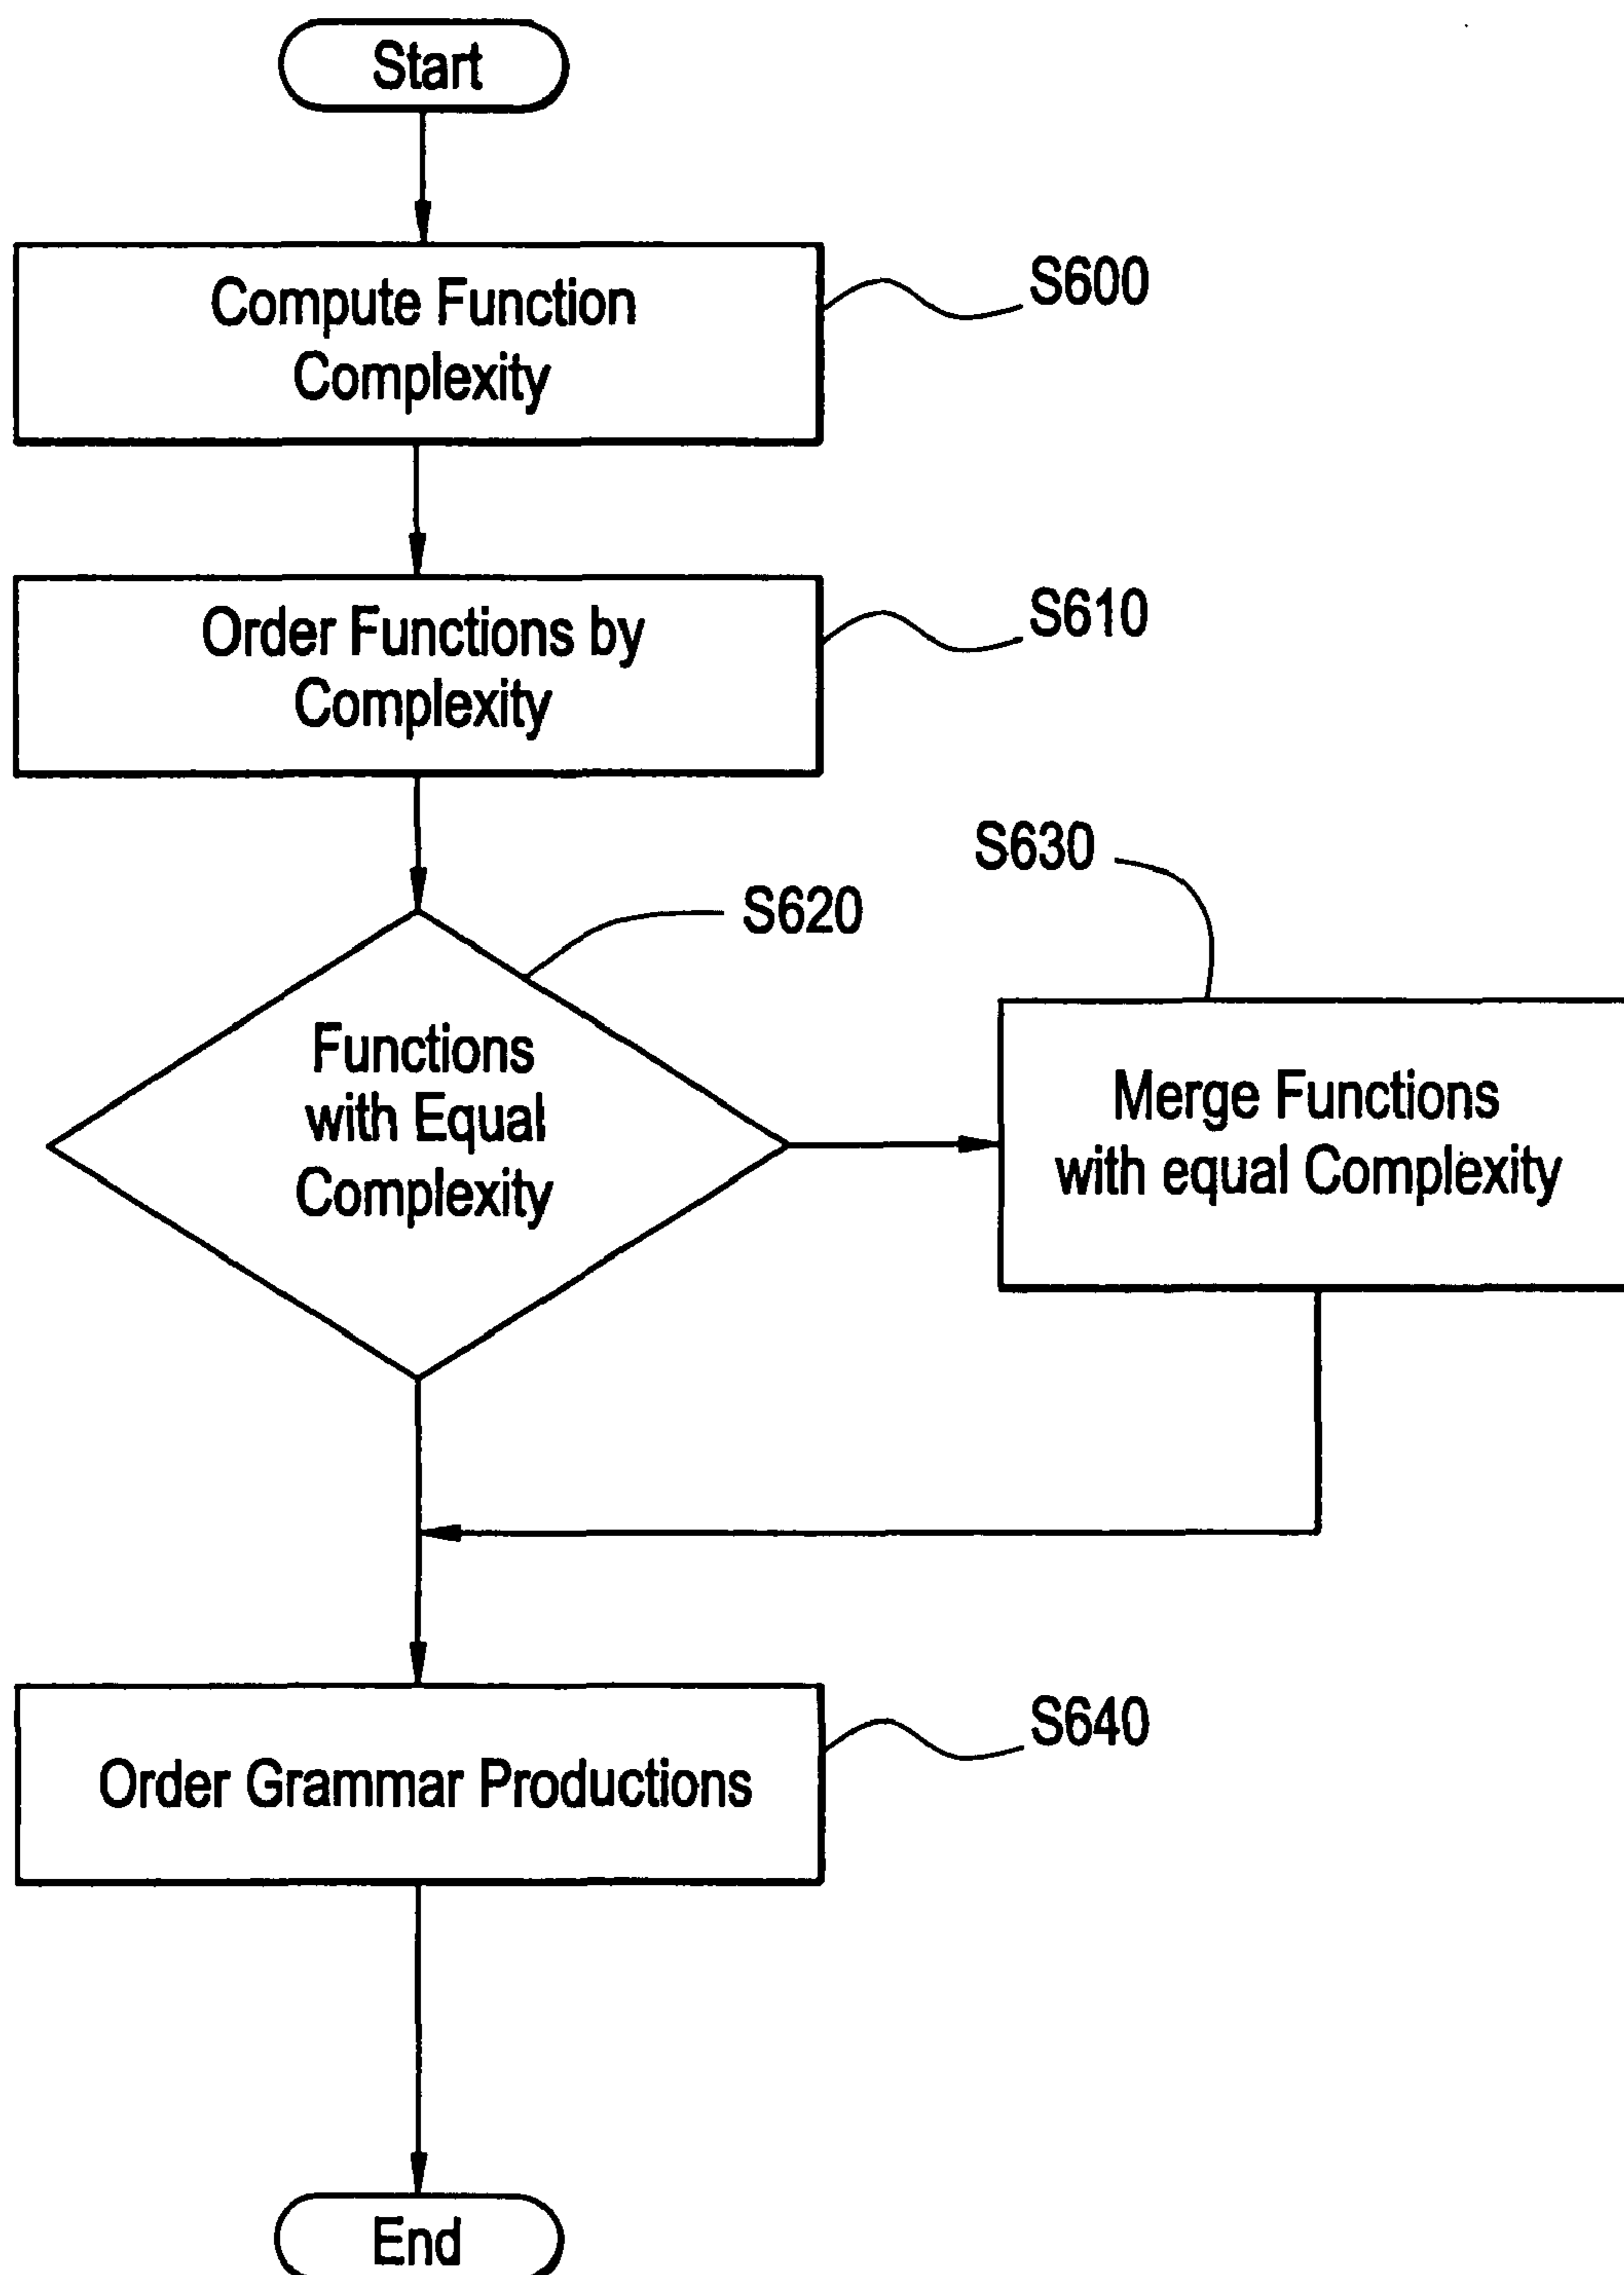 Start
Compute Function
Complexity
S600
Order Functions by
Complexity
S610
S630
S620
Functions
with Equal
Complexity
Merge Functions
with equal Complexity
Order Grammar Productions
S640
End